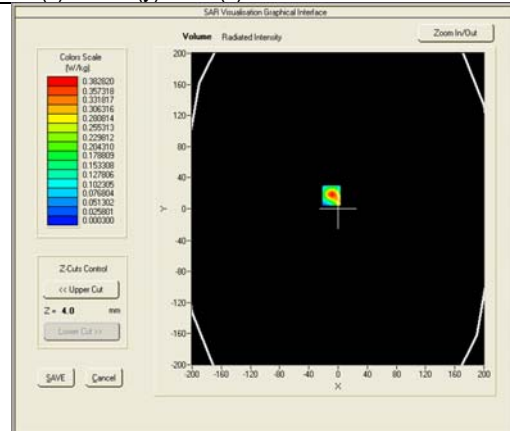 SAR Visualisation Graphical Interface
Volume Radiated Intensity
Zoom In/Out
Colors Scale
(W/kg)
0.382820
0.357318
0.331817
0.306316
0.280814
0.255313
0.229812
0.204310
0.178809
0.153308
0.127806
0.102305
0.076804
0.051302
0.025801
0.000300
200
160
120
80
40
Y 0
-40
-80
-120
-160
-200
-200 -160 -120 -80 -40 0 40 80 120 160 200
X
Z-Cuts Control
<< Upper Cut
Z = 4.0 mm
Lower Cut >>
SAVE Cancel